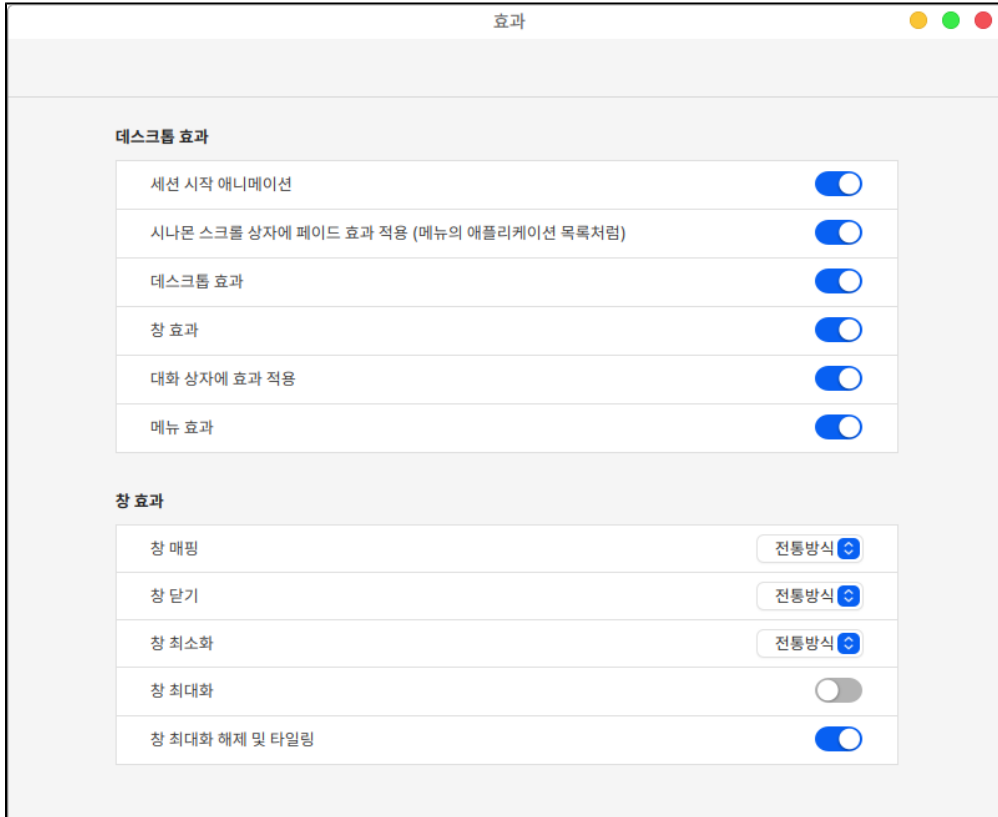 효과
데스크톱 효과
세션 시작 애니메이션
시나몬 스크롤 상자에 페이드 효과 적용 (메뉴의 애플리케이션 목록처럼)
데스크톱 효과
창 효과
대화 상자에 효과 적용
메뉴 효과
창 효과
창 매핑 전통방식
창 닫기 전통방식
창 최소화 전통방식
창 최대화
창 최대화 해제 및 타일링